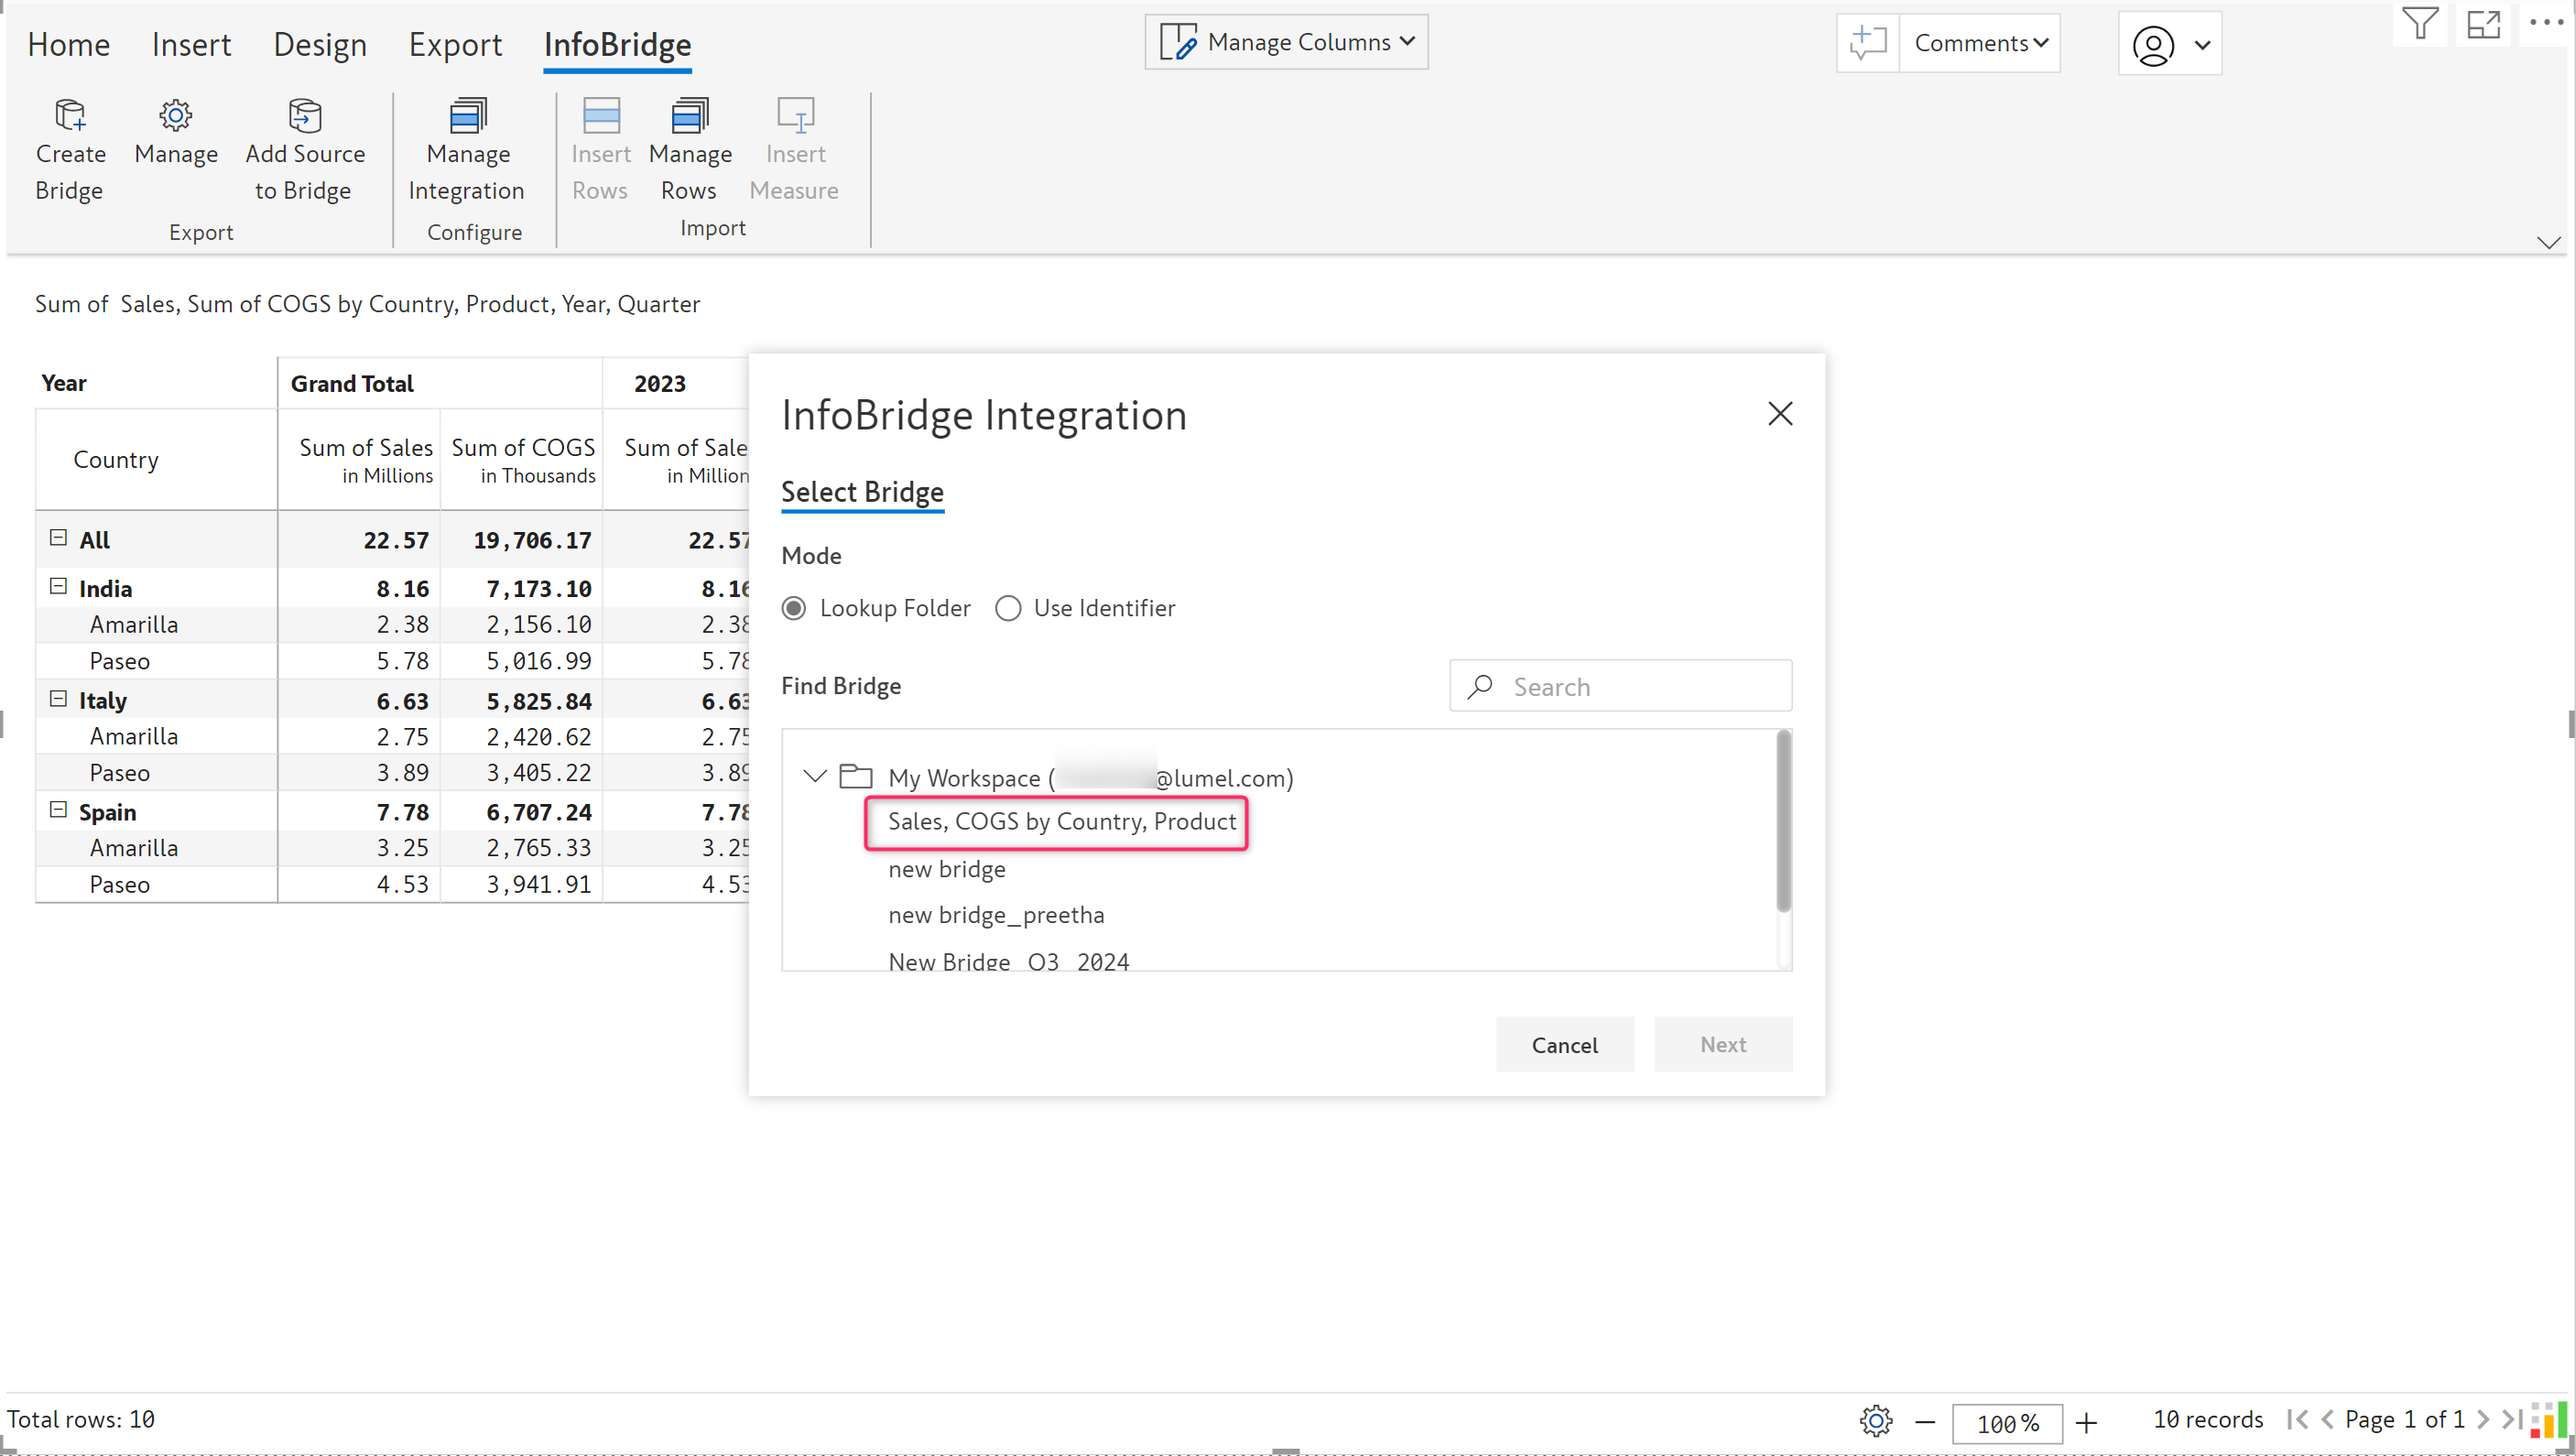 Home Insert Design Export InfoBridge
Manage Columns
Comments
Create Bridge
Manage
Add Source to Bridge
Export
Manage Integration
Configure
Insert Rows
Manage Rows
Insert Measure
Import
Sum of Sales, Sum of COGS by Country, Product, Year, Quarter
Year Grand Total 2023
Country Sum of Sales in Millions Sum of COGS in Thousands Sum of Sale in Million
All 22.57 19,706.17 22.57
India 8.16 7,173.10 8.16
Amarilla 2.38 2,156.10 2.38
Paseo 5.78 5,016.99 5.78
Italy 6.63 5,825.84 6.63
Amarilla 2.75 2,420.62 2.75
Paseo 3.89 3,405.22 3.89
Spain 7.78 6,707.24 7.78
Amarilla 3.25 2,765.33 3.25
Paseo 4.53 3,941.91 4.53
InfoBridge Integration
Select Bridge
Mode
Lookup Folder Use Identifier
Find Bridge
Search
My Workspace ( @lumel.com)
Sales, COGS by Country, Product
new bridge
new bridge_preetha
New Bridge_Q3_2024
Cancel Next
Total rows: 10
100%
10 records
Page 1 of 1